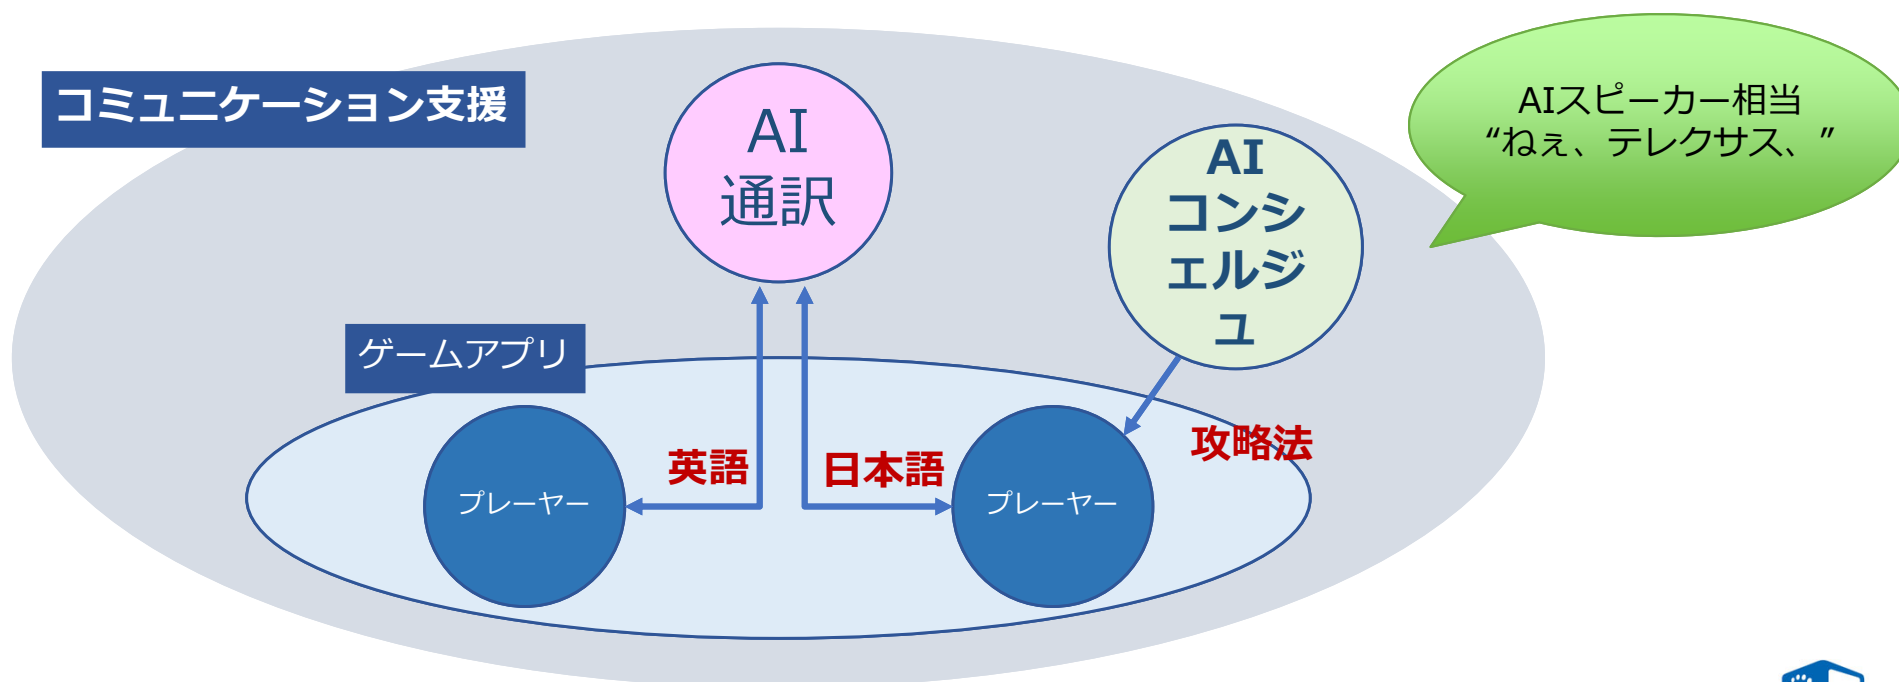 コミュニケーション支援
AI
通訳
AI
コンシ
ェルジ
ュ
AIスピーカー相当
“ねぇ、テレクサス、”
ゲームアプリ
プレーヤー
英語
日本語
プレーヤー
攻略法